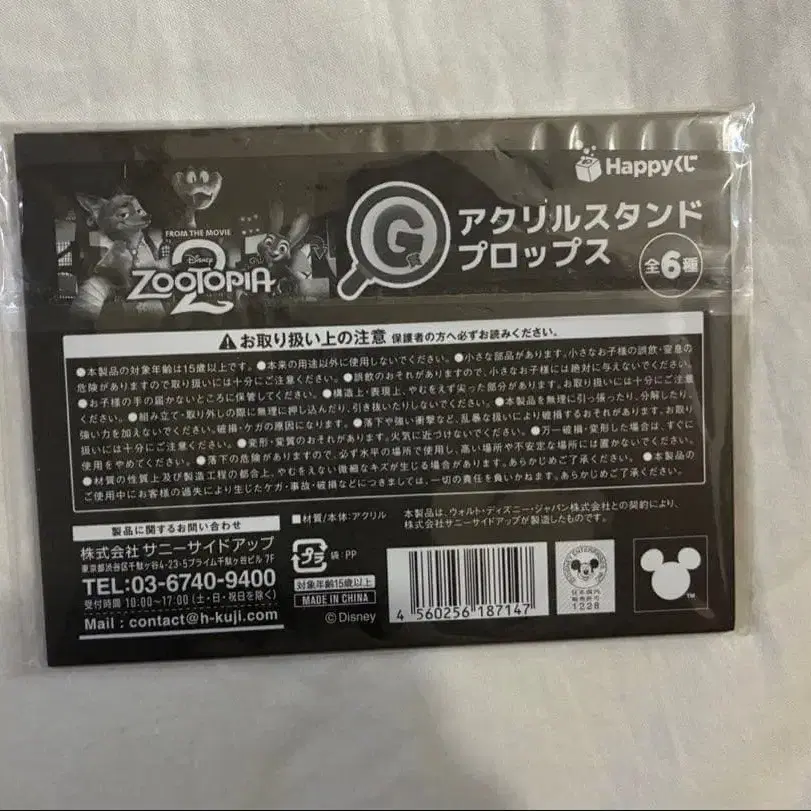 Happyくじ
FROM THE MOVIE
Disney
ZOOTOPIA
2
G賞
アクリルスタンド
プロップス
全6種
⚠お取り扱い上の注意 保護者の方へ必ずお読みください。
●本製品の対象年齢は15歳以上です。●本来の用途以外に使用しないでください。●小さな部品があります。小さなお子様の誤飲・窒息の
危険がありますので取り扱いには十分にご注意ください。●誤飲のおそれがありますので、小さなお子様には絶対に与えないでください。
●お子様の手の届かないところに保管してください。●構造上・表現上、やむをえず尖った部分があります。お取り扱いには十分にご注意
ください。●組み立て・取り外しの際に無理に押し込んだり、引き抜いたりしないでください。●本製品を無理に引っ張ったり、分解したり、
強い力を加えないでください。破損・ケガの原因になります。●落下や強い衝撃など、乱暴な扱いにより破損するおそれがあります。お取り
扱いには十分にご注意ください。●変形・変質のおそれがあります。火気に近づけないでください。●万一破損・変形した場合は、すぐに
使用をやめてください。●落下の危険がありますので、必ず水平の場所で使用し、高い場所や不安定な場所には置かないでください。
●材質の性質上及び製造工程の都合上、やむをえない微細なキズが生じる場合があります。あらかじめご了承ください。●本製品の
ご使用中にお客様の過失により生じたケガ・事故・破損などにつきましては、一切の責任を負いかねます。あらかじめご了承ください。
製品に関するお問い合わせ
株式会社 サニーサイドアップ
東京都渋谷区千駄ヶ谷4-23-5プライム千駄ヶ谷ビル 7F
TEL:03-6740-9400
受付時間 10:00〜17:00(土・日・祝日を除く)
Mail : contact@h-kuji.com
■材質/本体:アクリル
プラ
袋:PP
対象年齢15歳以上
MADE IN CHINA
©Disney
本製品は、ウォルト・ディズニー・ジャパン株式会社との契約により、
株式会社サニーサイドアップが製造したものです。
4 560256 187147
DISNEY ENTERPRISES INC
日本国内
販売許可
1228
TM